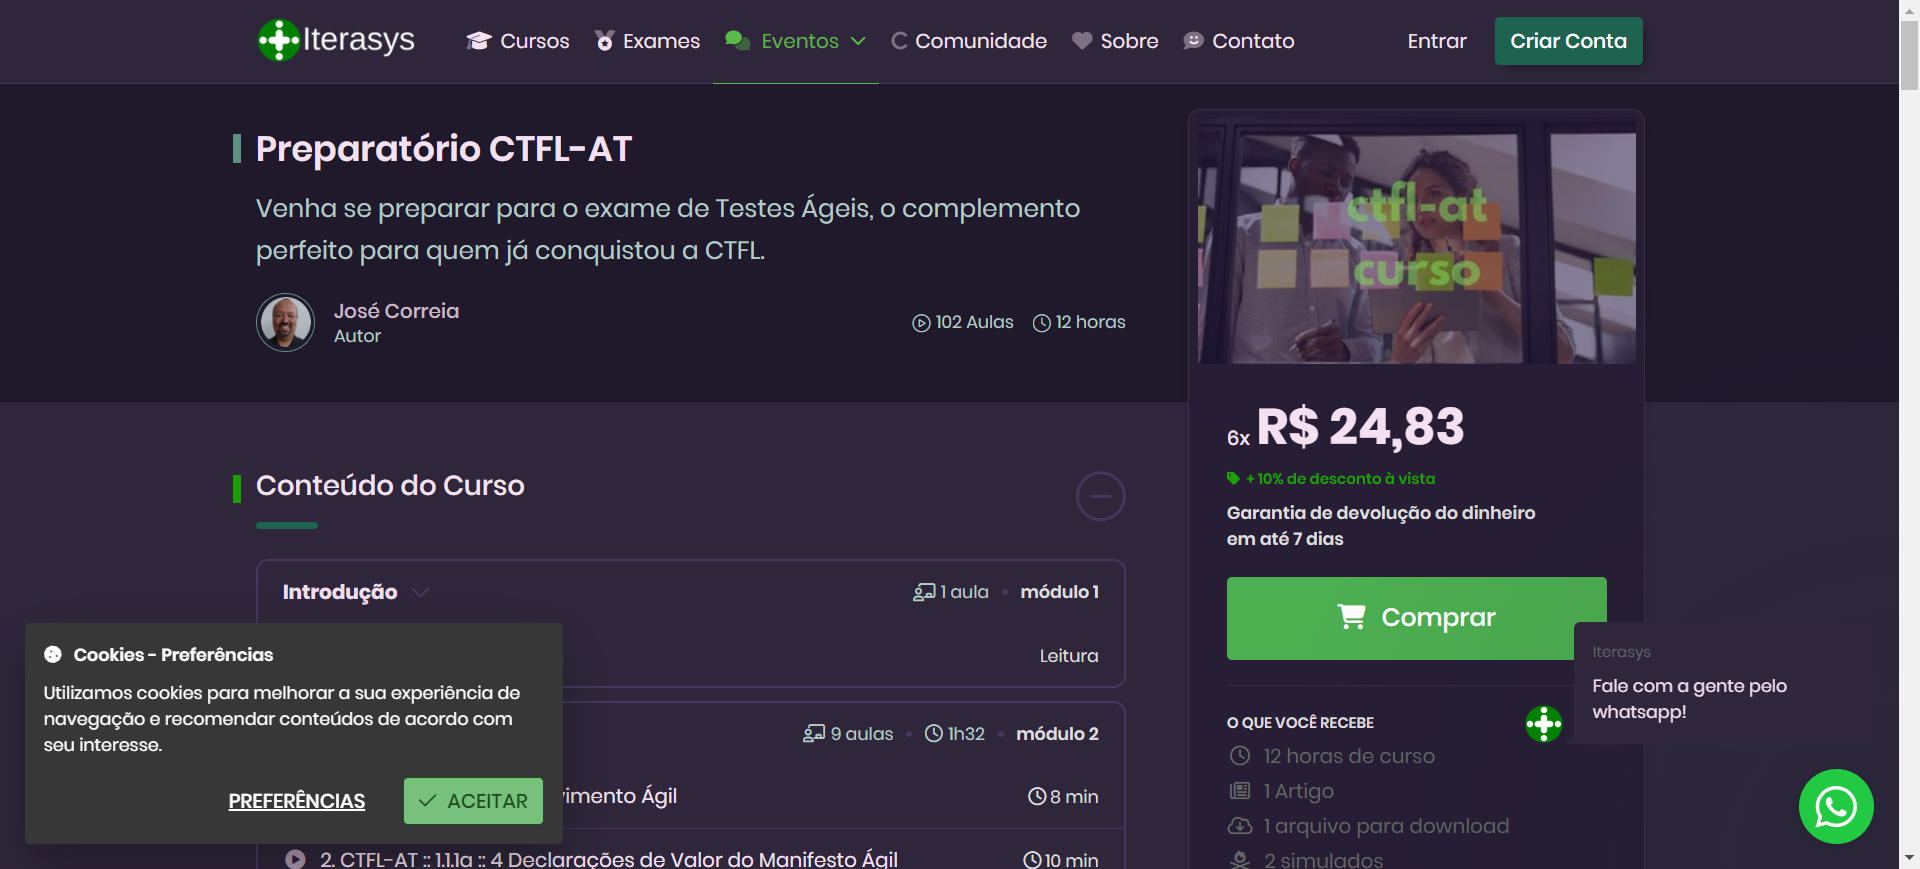 Iterasys
Cursos
Exames
Eventos
Comunidade
Sobre
Contato
Entrar
Criar Conta
Preparatório CTFL-AT
Venha se preparar para o exame de Testes Ágeis, o complemento
perfeito para quem já conquistou a CTFL.
José Correia
Autor
102 Aulas
12 horas
ctfl-at
curso
6x R$ 24,83
+ 10% de desconto à vista
Garantia de devolução do dinheiro
em até 7 dias
Comprar
O QUE VOCÊ RECEBE
12 horas de curso
1 Artigo
1 arquivo para download
2 simulados
Conteúdo do Curso
Introdução
1 aula • módulo 1
Leitura
9 aulas • 1h32 • módulo 2
vimento Ágil
8 min
2. CTFL-AT :: 1.1.1a :: 4 Declarações de Valor do Manifesto Ágil
10 min
Cookies - Preferências
Utilizamos cookies para melhorar a sua experiência de
navegação e recomendar conteúdos de acordo com
seu interesse.
PREFERÊNCIAS
ACEITAR
Iterasys
Fale com a gente pelo
whatsapp!